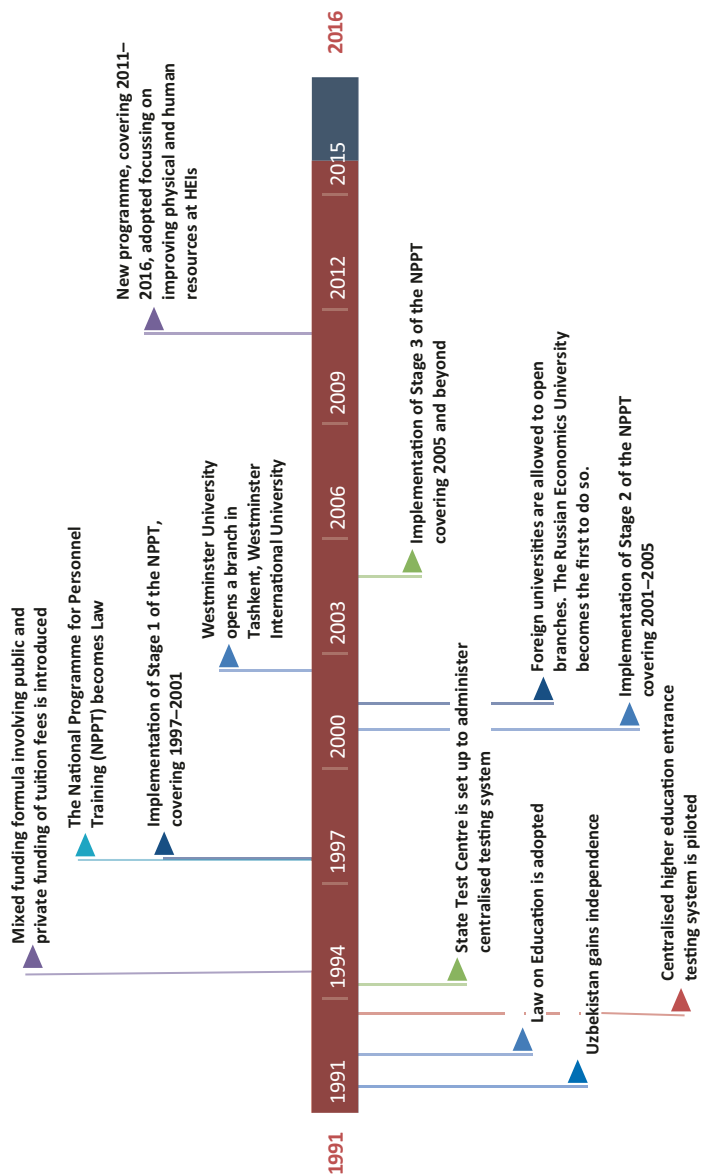 Mixed funding formula involving public and
private funding of tuition fees is introduced
The National Programme for Personnel
Training (NPPT) becomes Law
Implementation of Stage 1 of the NPPT,
covering 1997–2001
Westminster University
opens a branch in
Tashkent, Westminster
International University
New programme, covering 2011–
2016, adopted focussing on
improving physical and human
resources at HEIs
1991
1991
1994
1997
2000
2003
2006
2009
2012
2015
2016
State Test Centre is set up to administer
centralised testing system
Law on Education is adopted
Uzbekistan gains independence
Centralised higher education entrance
testing system is piloted
Implementation of Stage 3 of the NPPT
covering 2005 and beyond
Foreign universities are allowed to open
branches. The Russian Economics University
becomes the first to do so.
Implementation of Stage 2 of the NPPT
covering 2001–2005